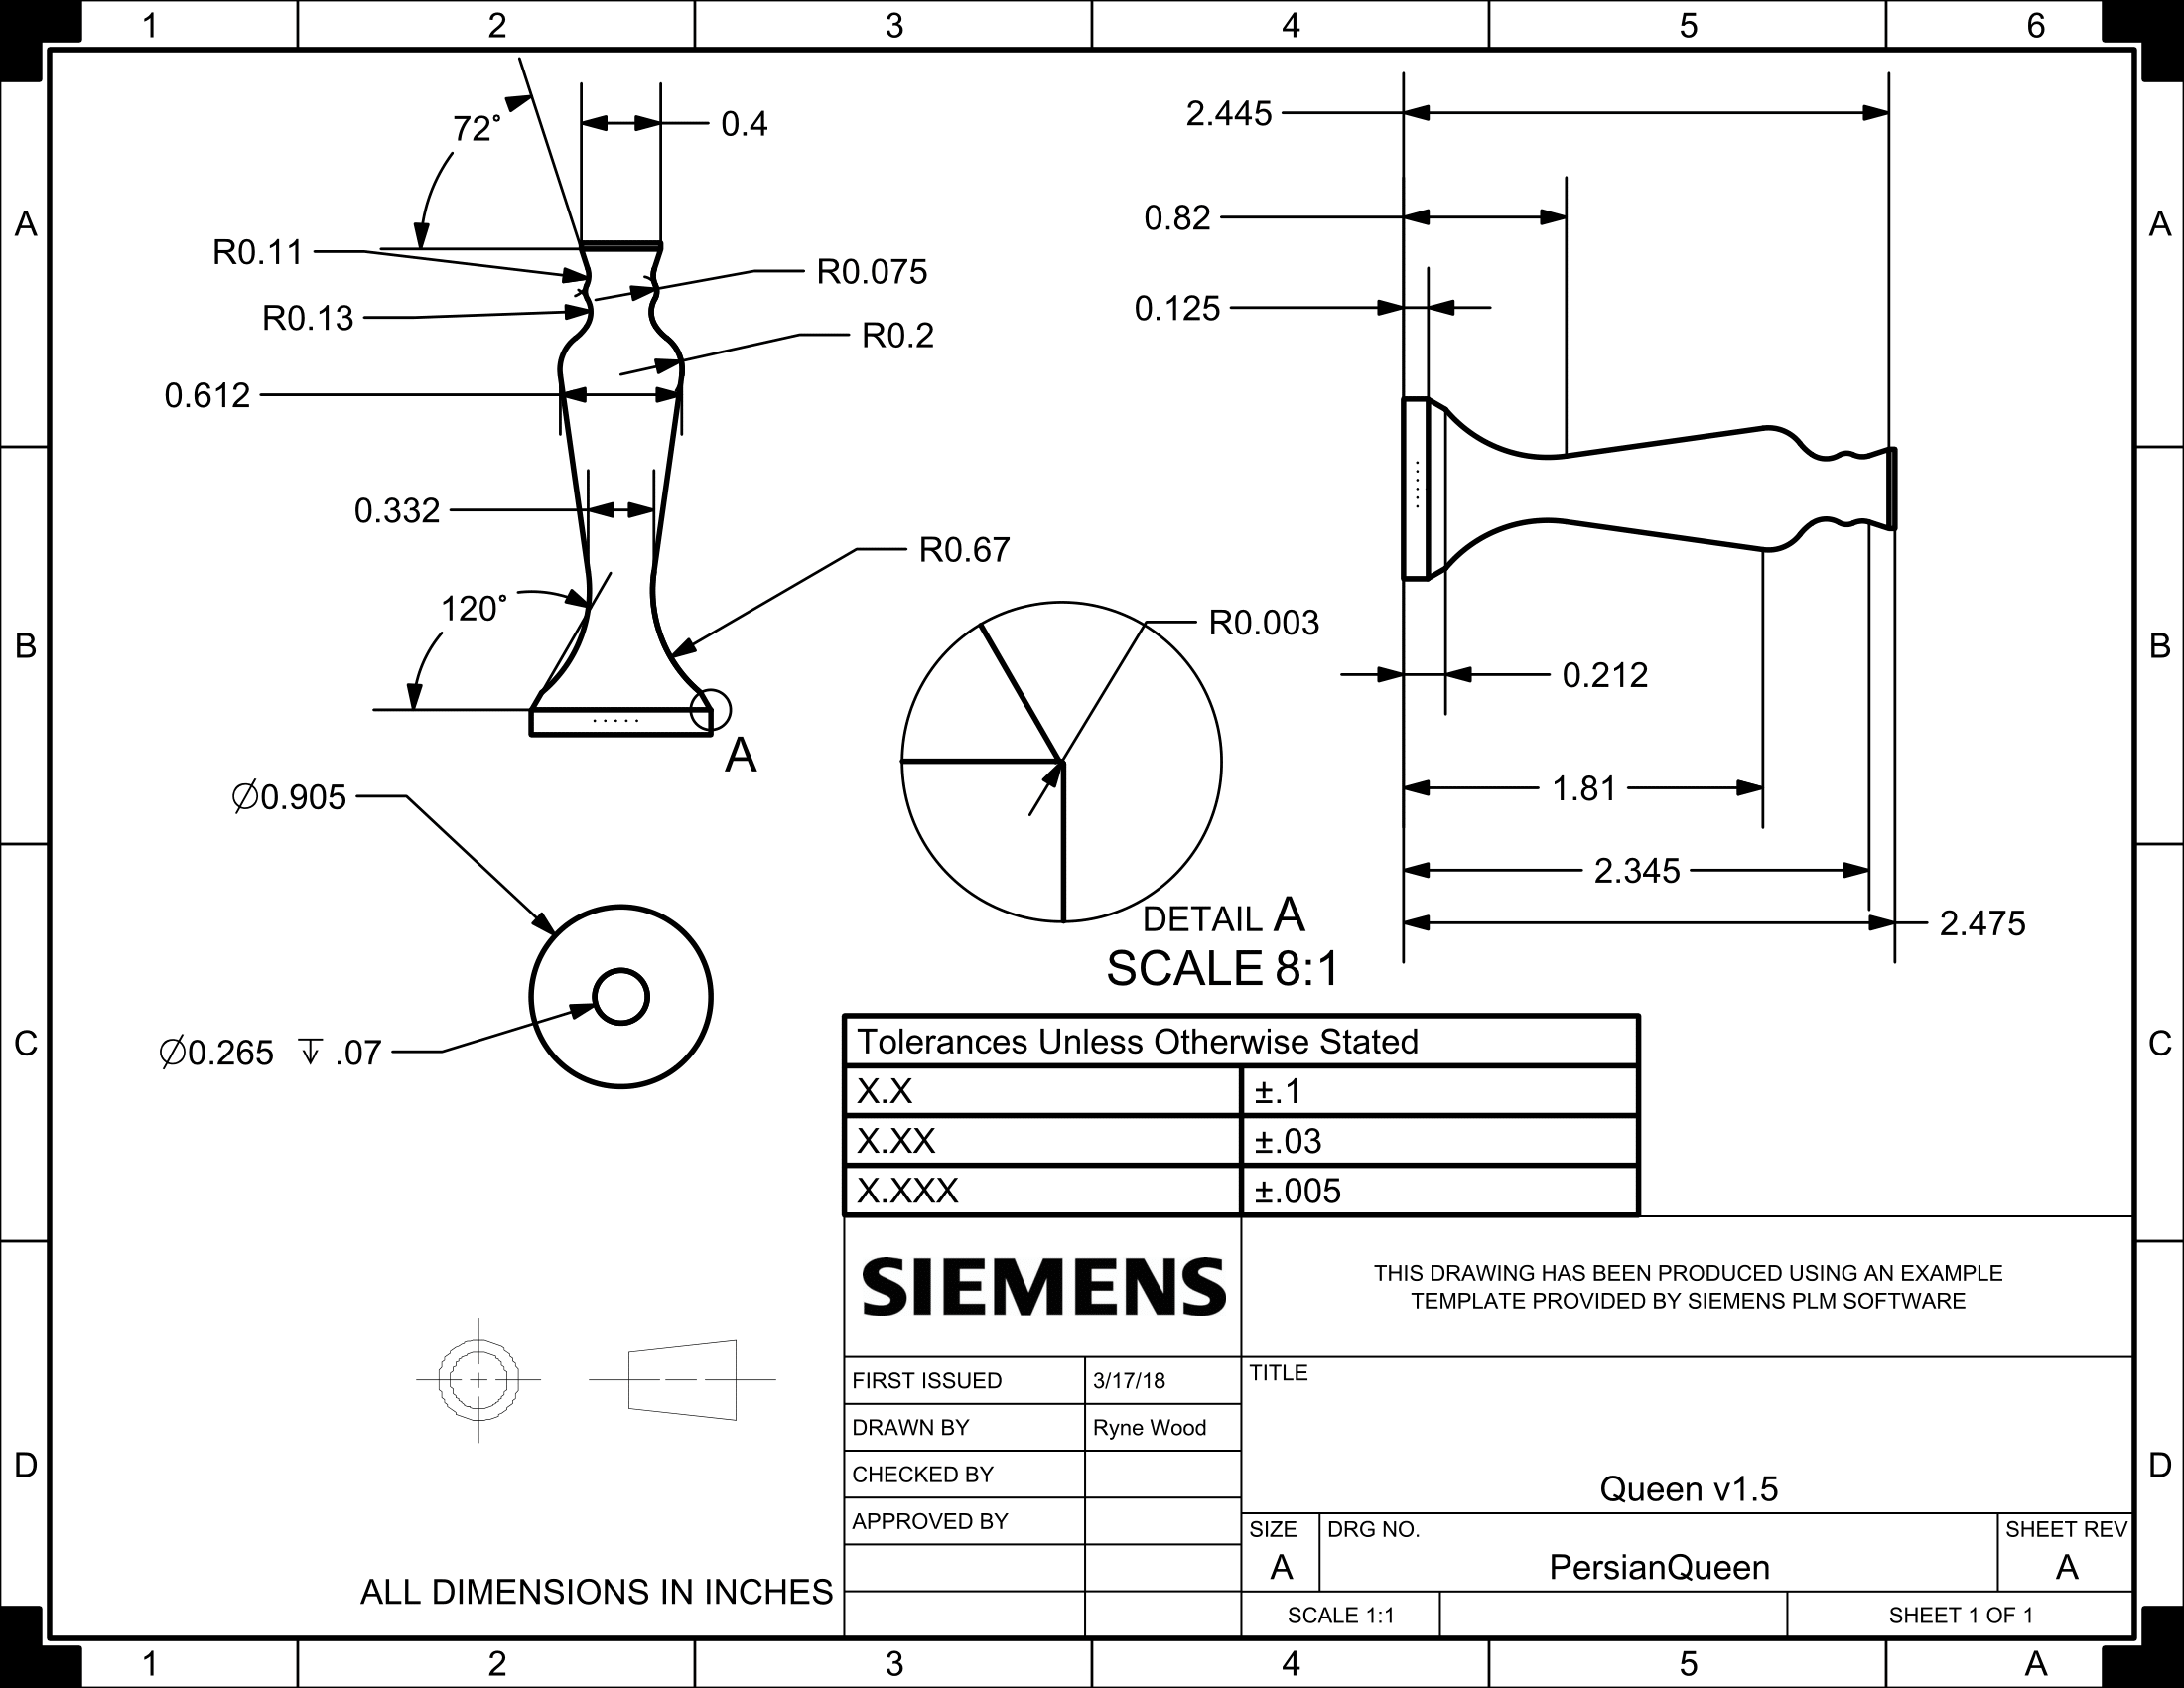 1 2 3 4 5 6
A A
B B
C C
D D
72°
0.4
R0.11
R0.075
R0.13
R0.2
0.612
0.332
R0.67
120°
A
2.445
0.82
0.125
0.212
1.81
2.345
2.475
R0.003
DETAIL A
SCALE 8:1
∅0.905
∅0.265 ↧ .07
Tolerances Unless Otherwise Stated
X.X ±.1
X.XX ±.03
X.XXX ±.005
SIEMENS
THIS DRAWING HAS BEEN PRODUCED USING AN EXAMPLE
TEMPLATE PROVIDED BY SIEMENS PLM SOFTWARE
FIRST ISSUED 3/17/18
DRAWN BY Ryne Wood
CHECKED BY
APPROVED BY
TITLE
Queen v1.5
SIZE DRG NO. SHEET REV
A PersianQueen A
SCALE 1:1 SHEET 1 OF 1
ALL DIMENSIONS IN INCHES
1 2 3 4 5 A